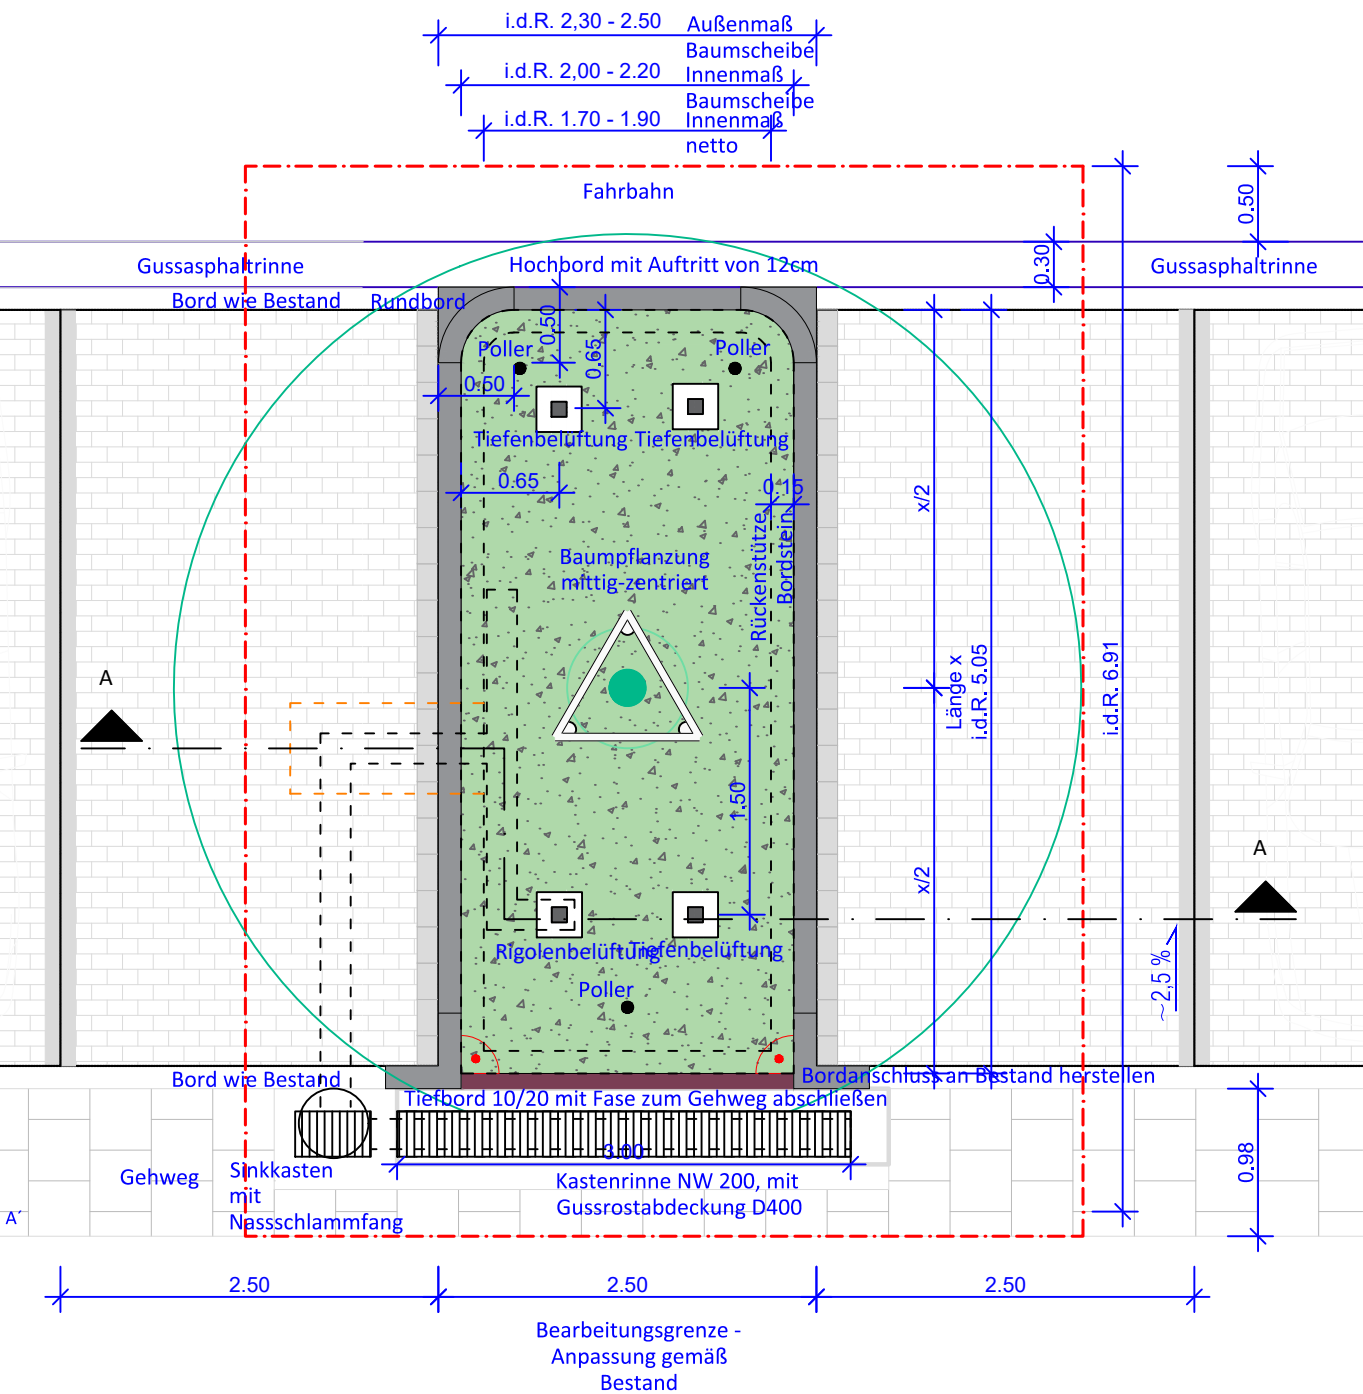 i.d.R. 2,30 - 2.50 Außenmaß
Baumscheibe
i.d.R. 2,00 - 2.20 Innenmaß
Baumscheibe
i.d.R. 1.70 - 1.90 Innenmaß
netto
Fahrbahn
0.50
Gussasphaltrinne
Hochbord mit Auftritt von 12cm
0.30
Gussasphaltrinne
Bord wie Bestand
Rundbord
0.50
0.65
Poller
Poller
0.50
Tiefenbelüftung
Tiefenbelüftung
0.65
0.15
x/2
Rückenstütze
Bordstein
Baumpflanzung
mittig-zentriert
Länge x
i.d.R. 5.05
i.d.R. 6.91
A
1.50
x/2
A
Rigolenbelüftung
Tiefenbelüftung
~2,5 %
Poller
Bord wie Bestand
Bordanschluss an Bestand herstellen
Tiefbord 10/20 mit Fase zum Gehweg abschließen
3.00
0.98
Gehweg
Sinkkasten
mit
Nassschlammfang
Kastenrinne NW 200, mit
Gussrostabdeckung D400
A´
2.50
2.50
2.50
Bearbeitungsgrenze -
Anpassung gemäß
Bestand